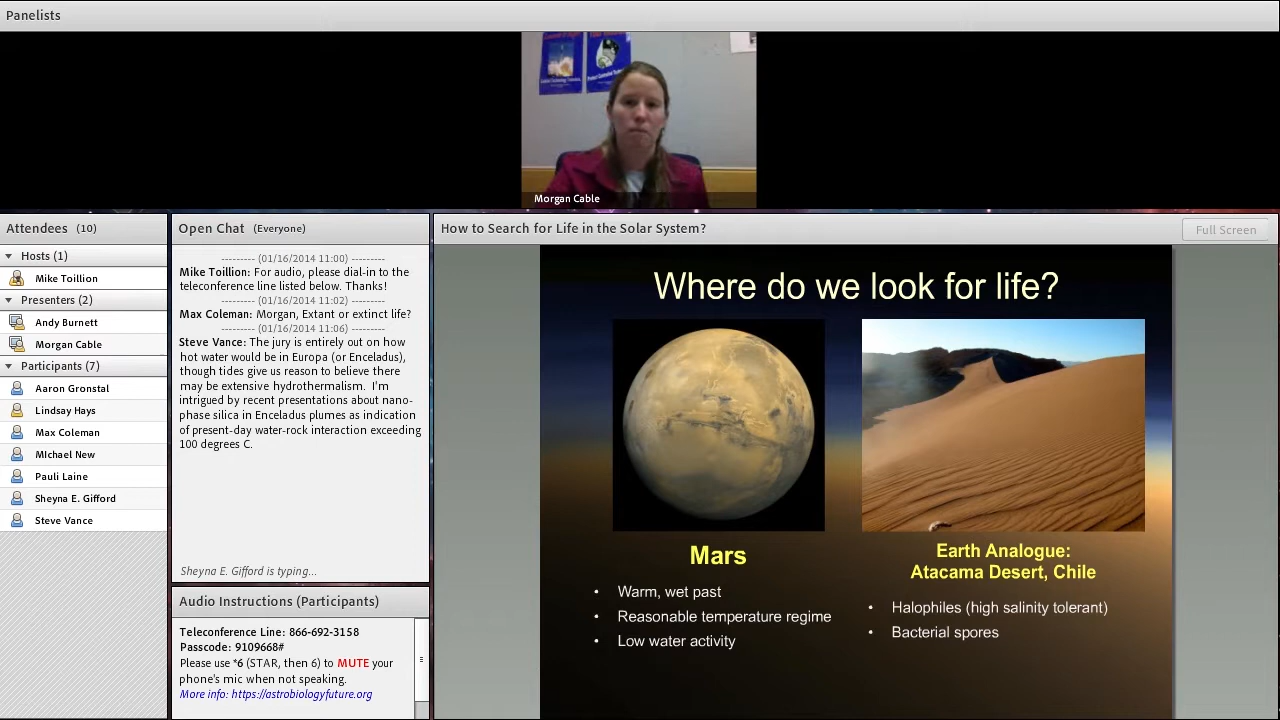 Panelists
Morgan Cable
Attendees (10)
Hosts (1)
Mike Toillion
Presenters (2)
Andy Burnett
Morgan Cable
Participants (7)
Aaron Gronstal
Lindsay Hays
Max Coleman
MIchael New
Pauli Laine
Sheyna E. Gifford
Steve Vance
Open Chat (Everyone)
--------- (01/16/2014 11:00) ---------
Mike Toillion: For audio, please dial-in to the
teleconference line listed below. Thanks!
--------- (01/16/2014 11:02) ---------
Max Coleman: Morgan, Extant or extinct life?
--------- (01/16/2014 11:06) ---------
Steve Vance: The jury is entirely out on how
hot water would be in Europa (or Enceladus),
though tides give us reason to believe there
may be extensive hydrothermalism. I'm
intrigued by recent presentations about nano-
phase silica in Enceladus plumes as indication
of present-day water-rock interaction exceeding
100 degrees C.
Sheyna E. Gifford is typing...
Audio Instructions (Participants)
Teleconference Line: 866-692-3158
Passcode: 9109668#
Please use *6 (STAR, then 6) to MUTE your
phone's mic when not speaking.
More info: https://astrobiologyfuture.org
How to Search for Life in the Solar System?
Full Screen
Where do we look for life?
Mars
• Warm, wet past
• Reasonable temperature regime
• Low water activity
Earth Analogue:
Atacama Desert, Chile
• Halophiles (high salinity tolerant)
• Bacterial spores